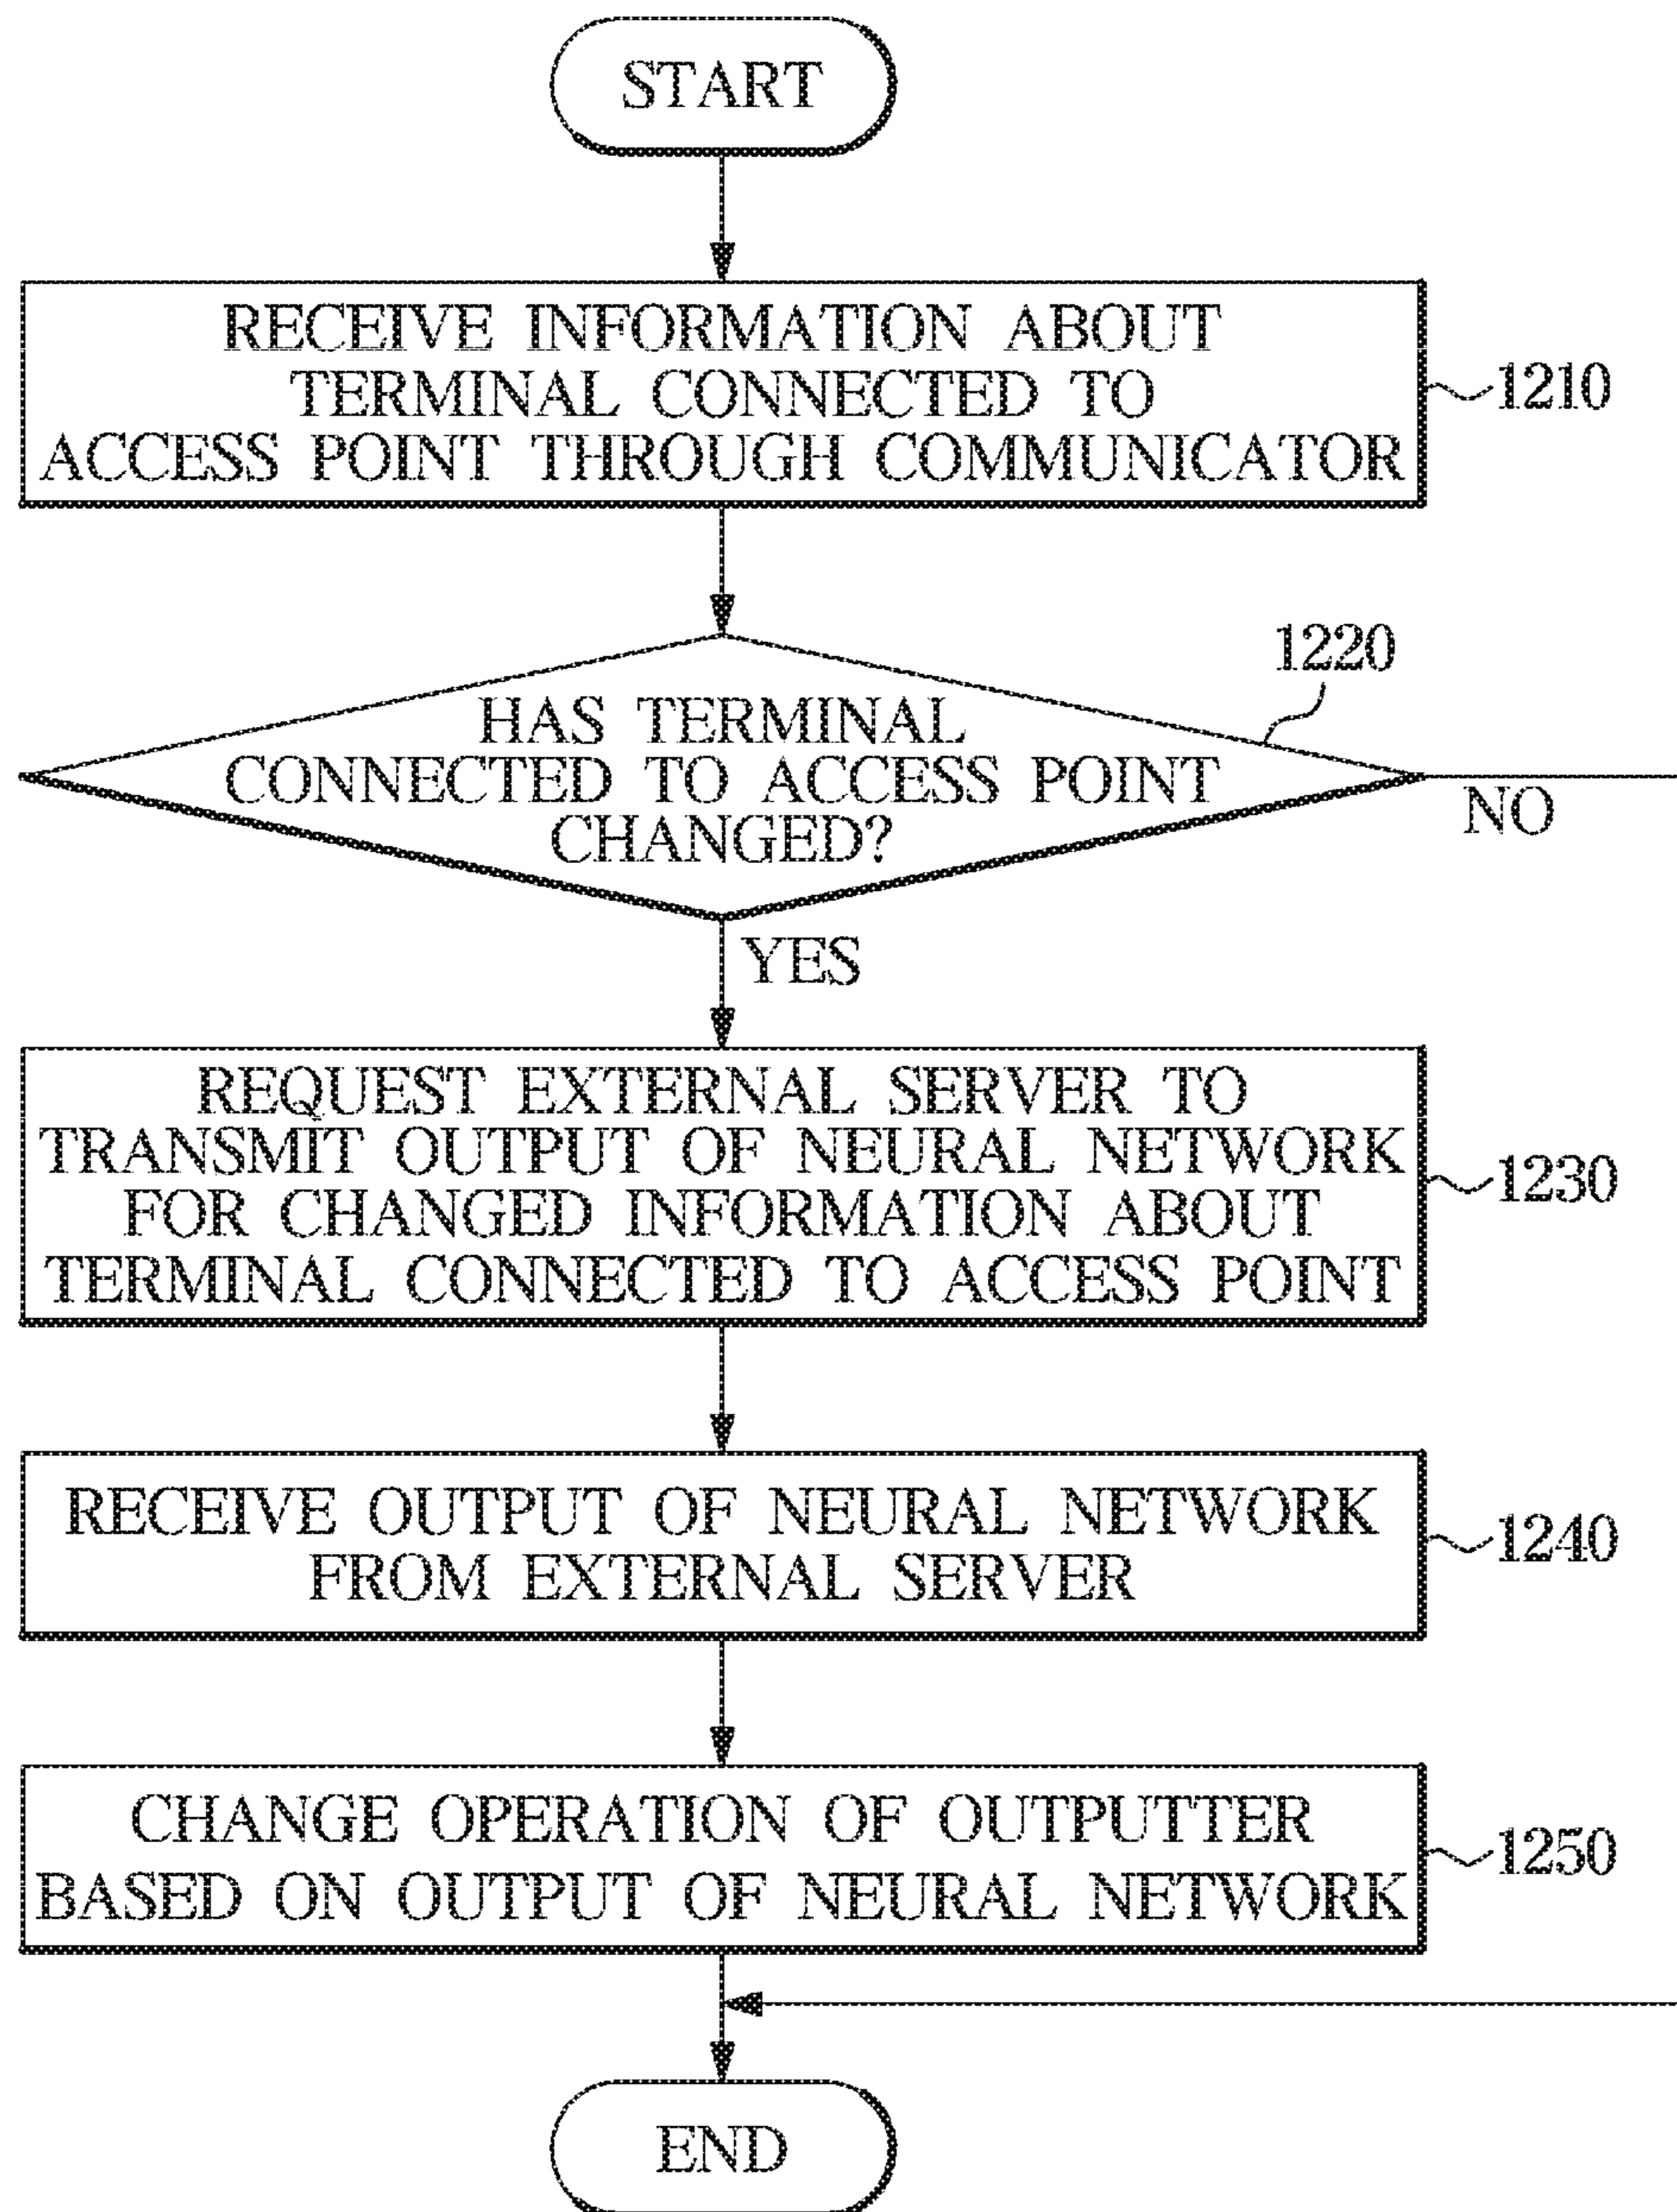 START
RECEIVE INFORMATION ABOUT
TERMINAL CONNECTED TO
ACCESS POINT THROUGH COMMUNICATOR
1210
1220
HAS TERMINAL
CONNECTED TO ACCESS POINT
CHANGED?
NO
YES
REQUEST EXTERNAL SERVER TO
TRANSMIT OUTPUT OF NEURAL NETWORK
FOR CHANGED INFORMATION ABOUT
TERMINAL CONNECTED TO ACCESS POINT
1230
RECEIVE OUTPUT OF NEURAL NETWORK
FROM EXTERNAL SERVER
1240
CHANGE OPERATION OF OUTPUTTER
BASED ON OUTPUT OF NEURAL NETWORK
1250
END